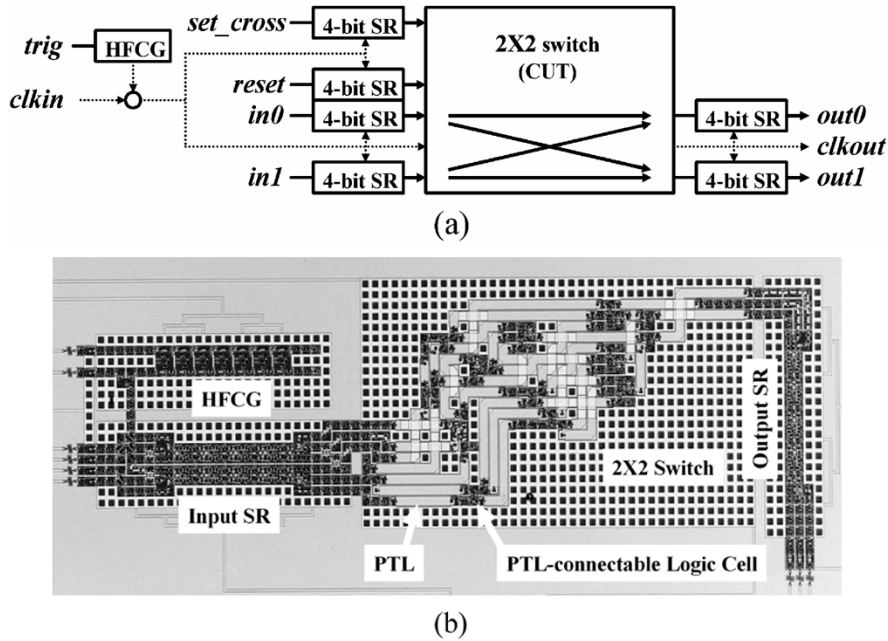 set_cross
4-bit SR
2X2 switch
(CUT)
trig
HFCG
reset
4-bit SR
clkin
in0
4-bit SR
4-bit SR
out0
clkout
in1
4-bit SR
4-bit SR
out1
(a)
HFCG
Input SR
2X2 Switch
Output SR
PTL
PTL-connectable Logic Cell
(b)